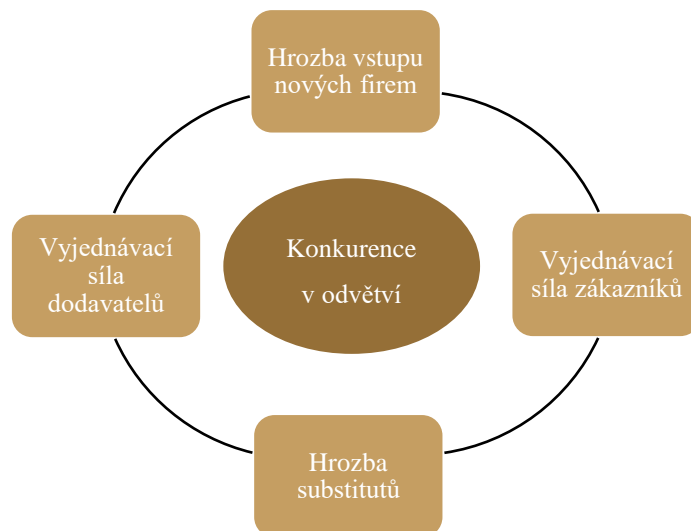 Hrozba vstupu
nových firem
Vyjednávací
síla
dodavatelů
Konkurence
v odvětví
Vyjednávací
síla zákazníků
Hrozba
substitutů